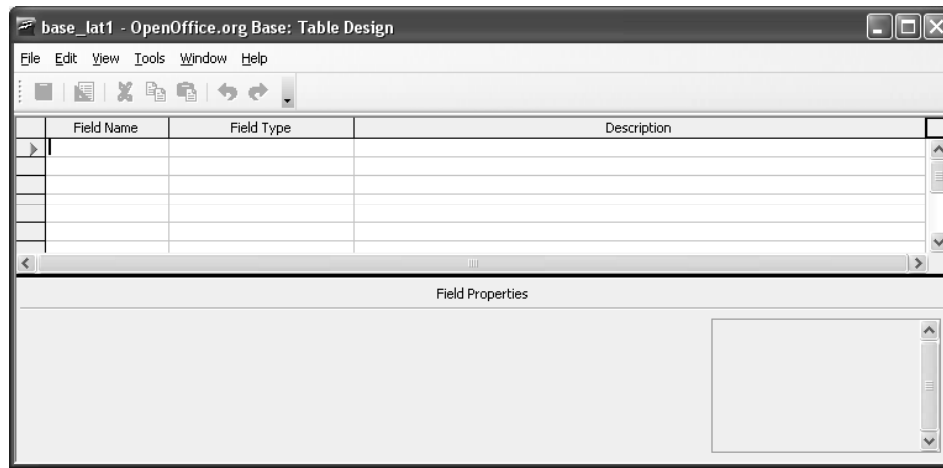 base_lat1 - OpenOffice.org Base: Table Design
File Edit View Tools Window Help
Field Name Field Type Description
Field Properties